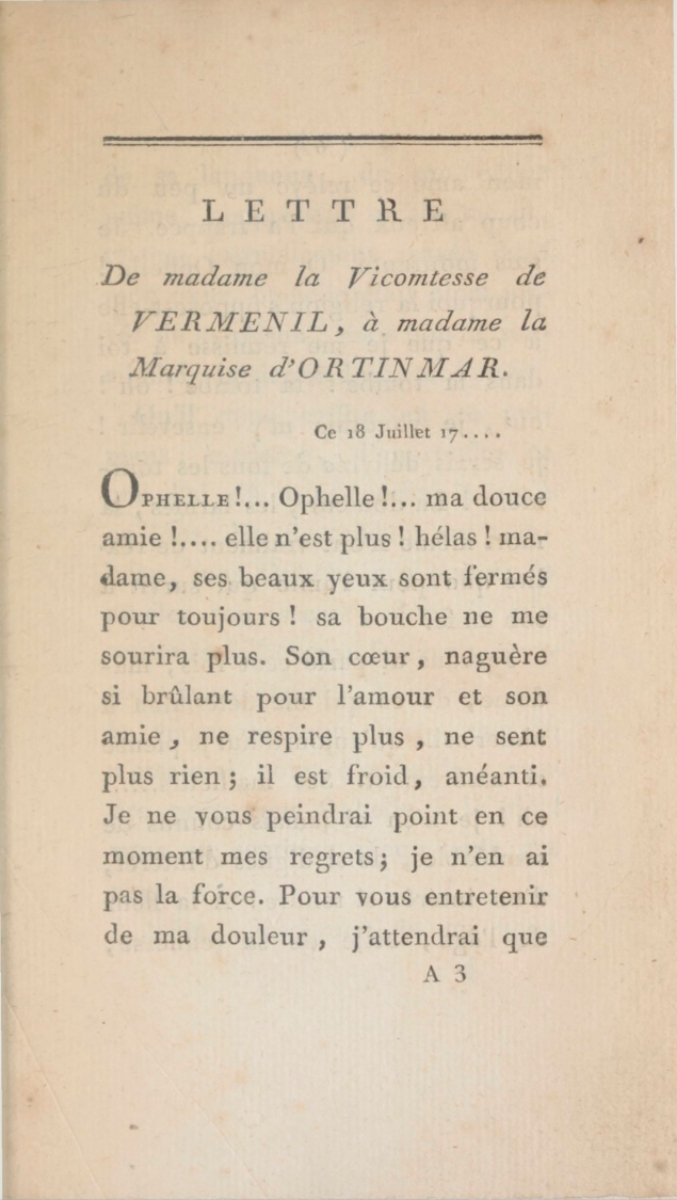 LETTRE
De madame la Vicomtesse de
VERMENIL, à madame la
Marquise d'ORTINMAR.
Ce 18 Juillet 17....
OPHELLE!... Ophelle!... ma douce
amie!.... elle n'est plus! hélas! ma-
dame, ses beaux yeux sont fermés
pour toujours! sa bouche ne me
sourira plus. Son cœur, naguère
si brûlant pour l'amour et son
amie, ne respire plus, ne sent
plus rien; il est froid, anéanti.
Je ne vous peindrai point en ce
moment mes regrets; je n'en ai
pas la force. Pour vous entretenir
de ma douleur, j'attendrai que
A 3